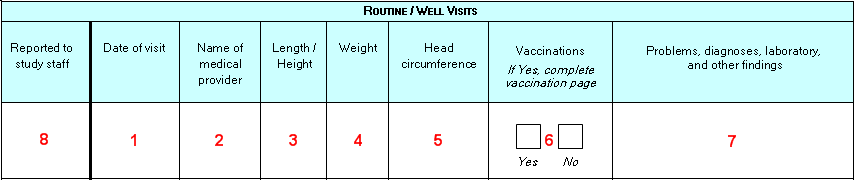 ROUTINE / WELL VISITS
Reported to
study staff
Date of visit
Name of
medical
provider
Length /
Height
Weight
Head
circumference
Vaccinations
If Yes, complete
vaccination page
Problems, diagnoses, laboratory,
and other findings
8
1
2
3
4
5
6
Yes No
7